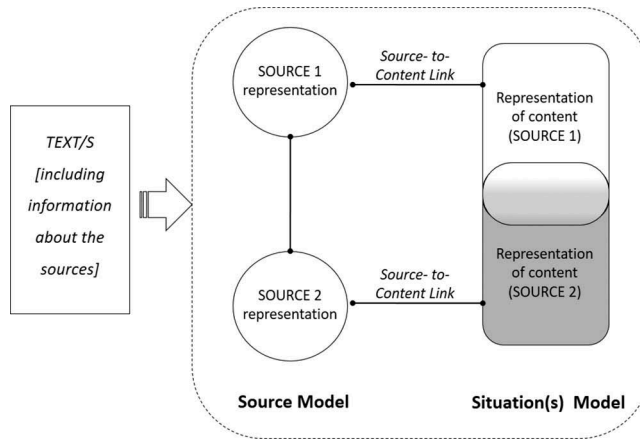 TEXT/S
[including
information
about the
sources]
SOURCE 1
representation
Source- to-
Content Link
Representation
of content
(SOURCE 1)
SOURCE 2
representation
Source- to-
Content Link
Representation
of content
(SOURCE 2)
Source Model
Situation(s) Model